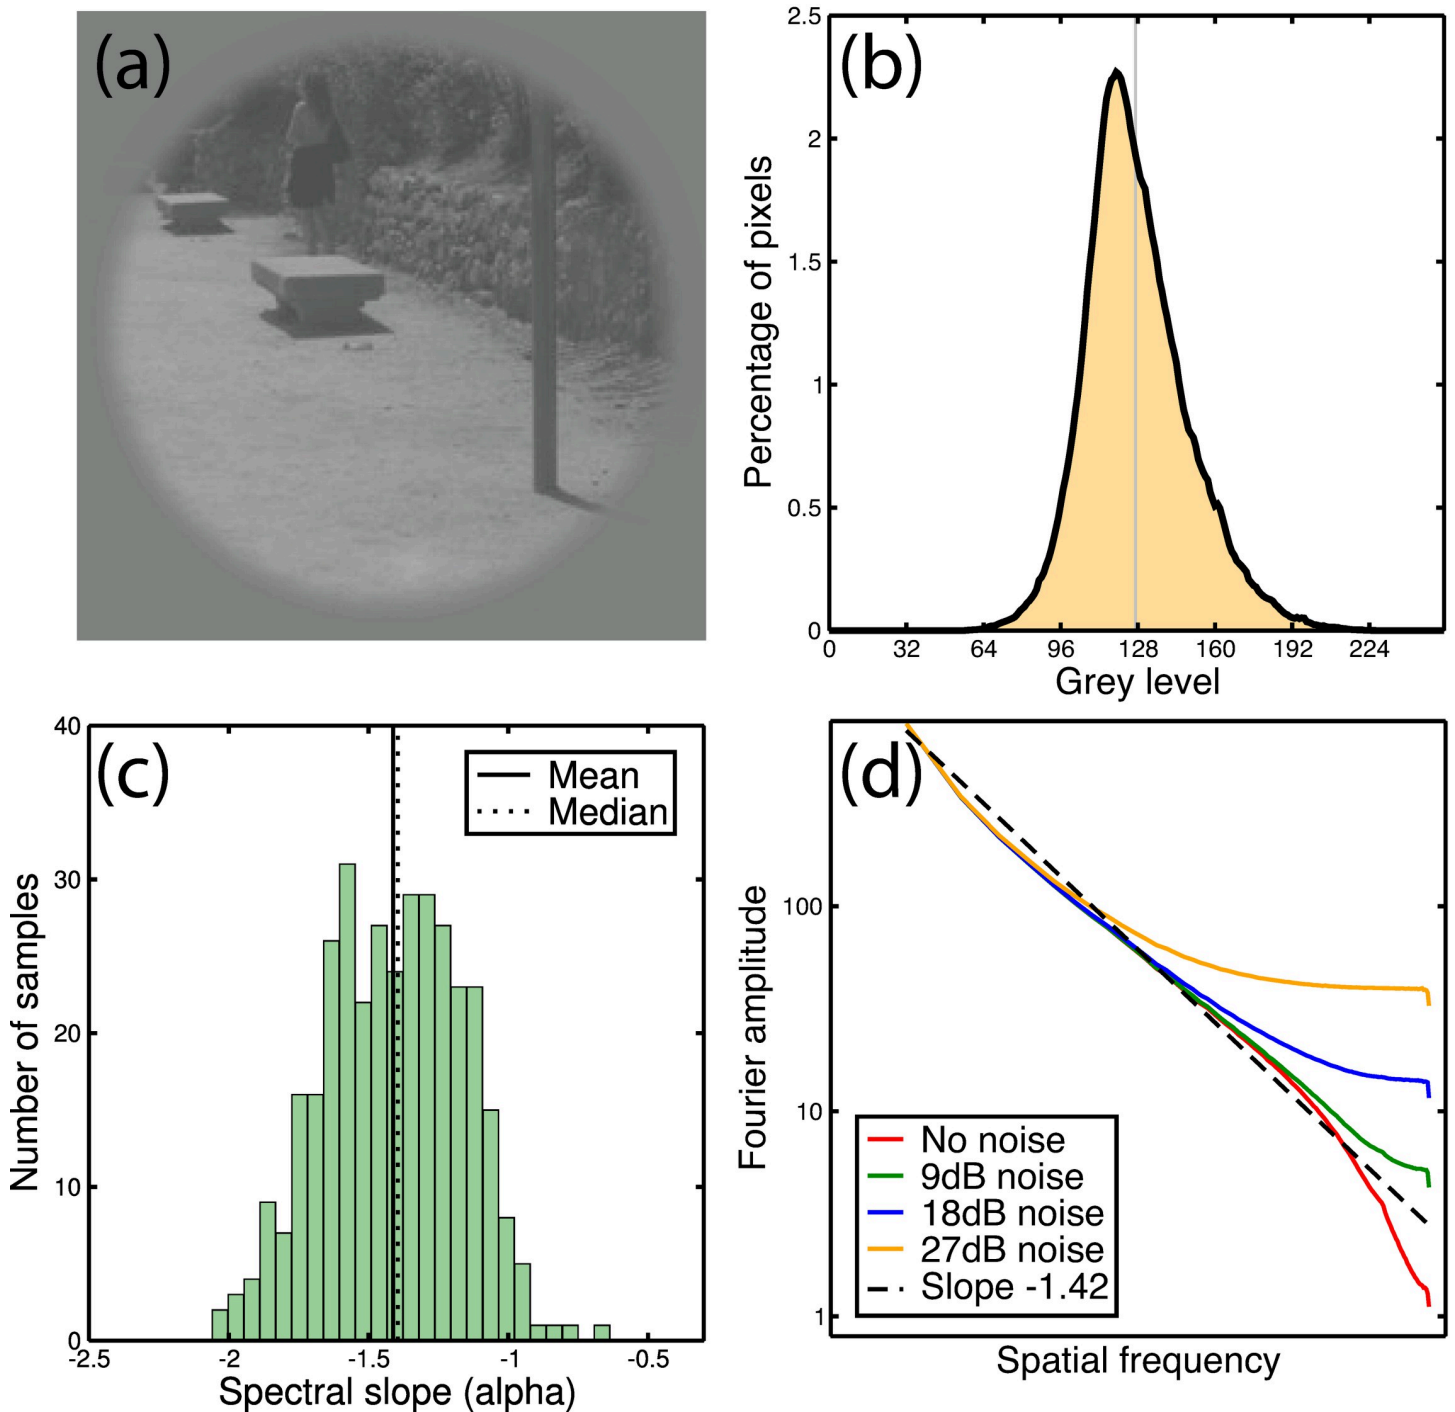 (a)
(b)
2.5
2
1.5
1
0.5
0
Percentage of pixels
0 32 64 96 128 160 192 224
Grey level
(c)
40
30
20
10
0
Number of samples
Mean
Median
-2.5 -2 -1.5 -1 -0.5
Spectral slope (alpha)
(d)
100
10
1
Fourier amplitude
No noise
9dB noise
18dB noise
27dB noise
Slope -1.42
Spatial frequency